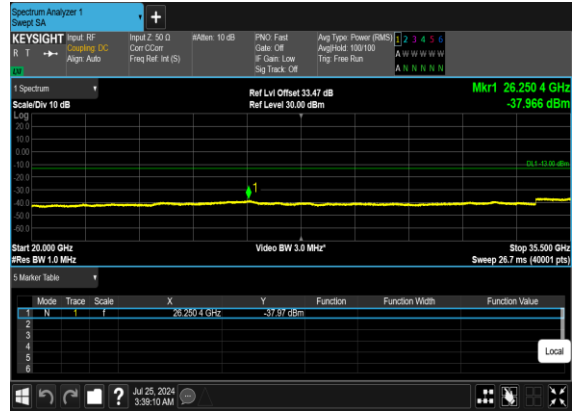 Spectrum Analyzer 1
Swept SA
+
KEYSIGHT Input: RF Input Z: 50 Ω #Atten: 10 dB PNO: Fast Avg Type: Power (RMS) 1 2 3 4 5 6
R T Coupling: DC Corr CCorr Gate: Off Avg|Hold: 100/100 A W W W W W
Align: Auto Freq Ref: Int (S) IF Gain: Low Trig: Free Run
Sig Track: Off A N N N N N
1 Spectrum Ref Lvl Offset 33.47 dB Mkr1 26.250 4 GHz
Scale/Div 10 dB Ref Level 30.00 dBm -37.966 dBm
Log
20.0
10.0
0.00
-10.0
DL1 -13.00 dBm
-20.0
-30.0
1
-40.0
-50.0
-60.0
Start 20.000 GHz Video BW 3.0 MHz* Stop 35.500 GHz
#Res BW 1.0 MHz Sweep 26.7 ms (40001 pts)
5 Marker Table
Mode Trace Scale X Y Function Function Width Function Value
1 N 1 f 26.250 4 GHz -37.97 dBm
2
3
4
5
6
Local
? Jul 25, 2024
3:39:10 AM